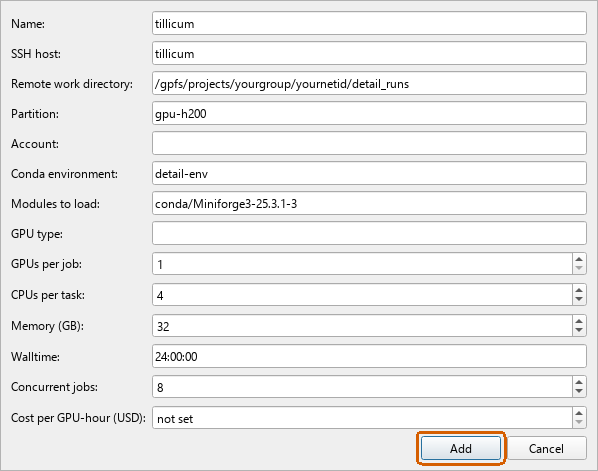 Name: tillicum
SSH host: tillicum
Remote work directory: /gpfs/projects/yourgroup/yournetid/detail_runs
Partition: gpu-h200
Account:
Conda environment: detail-env
Modules to load: conda/Miniforge3-25.3.1-3
GPU type:
GPUs per job: 1
CPUs per task: 4
Memory (GB): 32
Walltime: 24:00:00
Concurrent jobs: 8
Cost per GPU-hour (USD): not set
Add Cancel